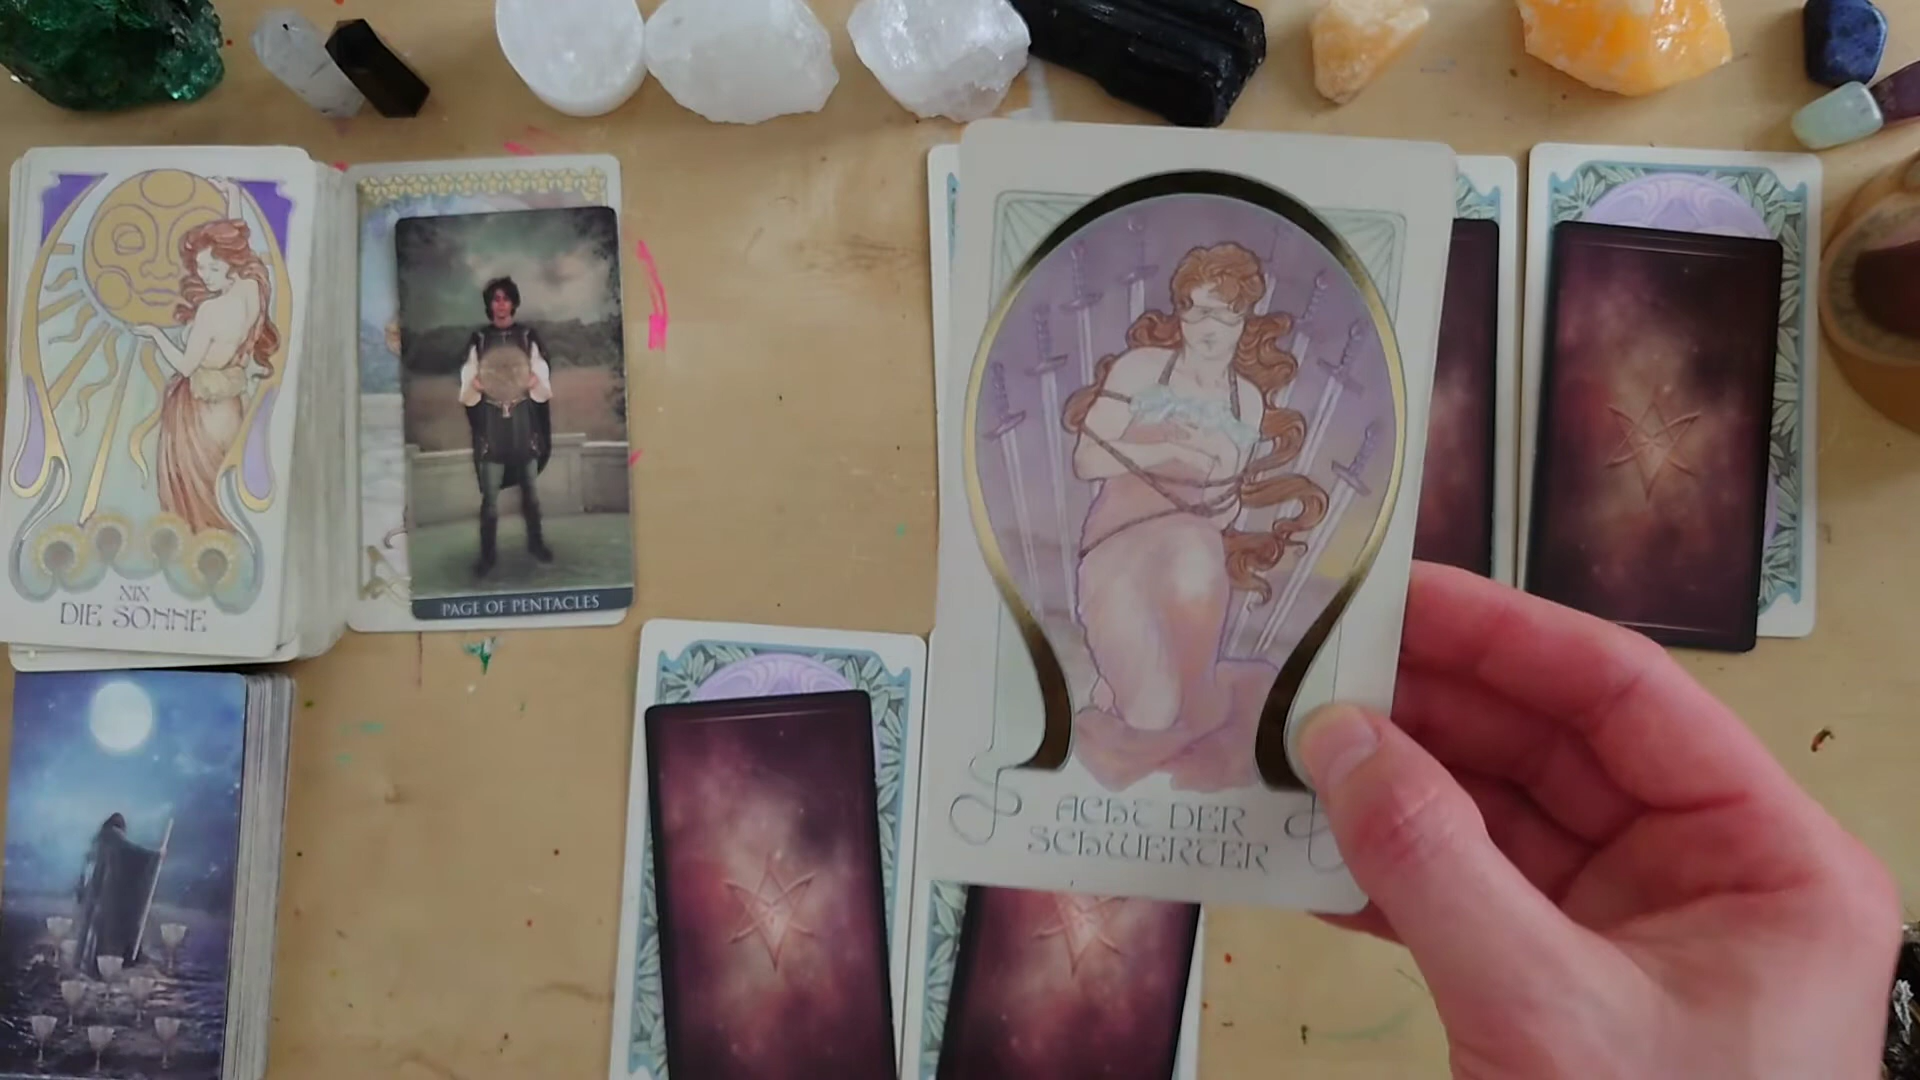 XIX
DIE SONNE
PAGE OF PENTACLES
ACHT DER
SCHWERTER